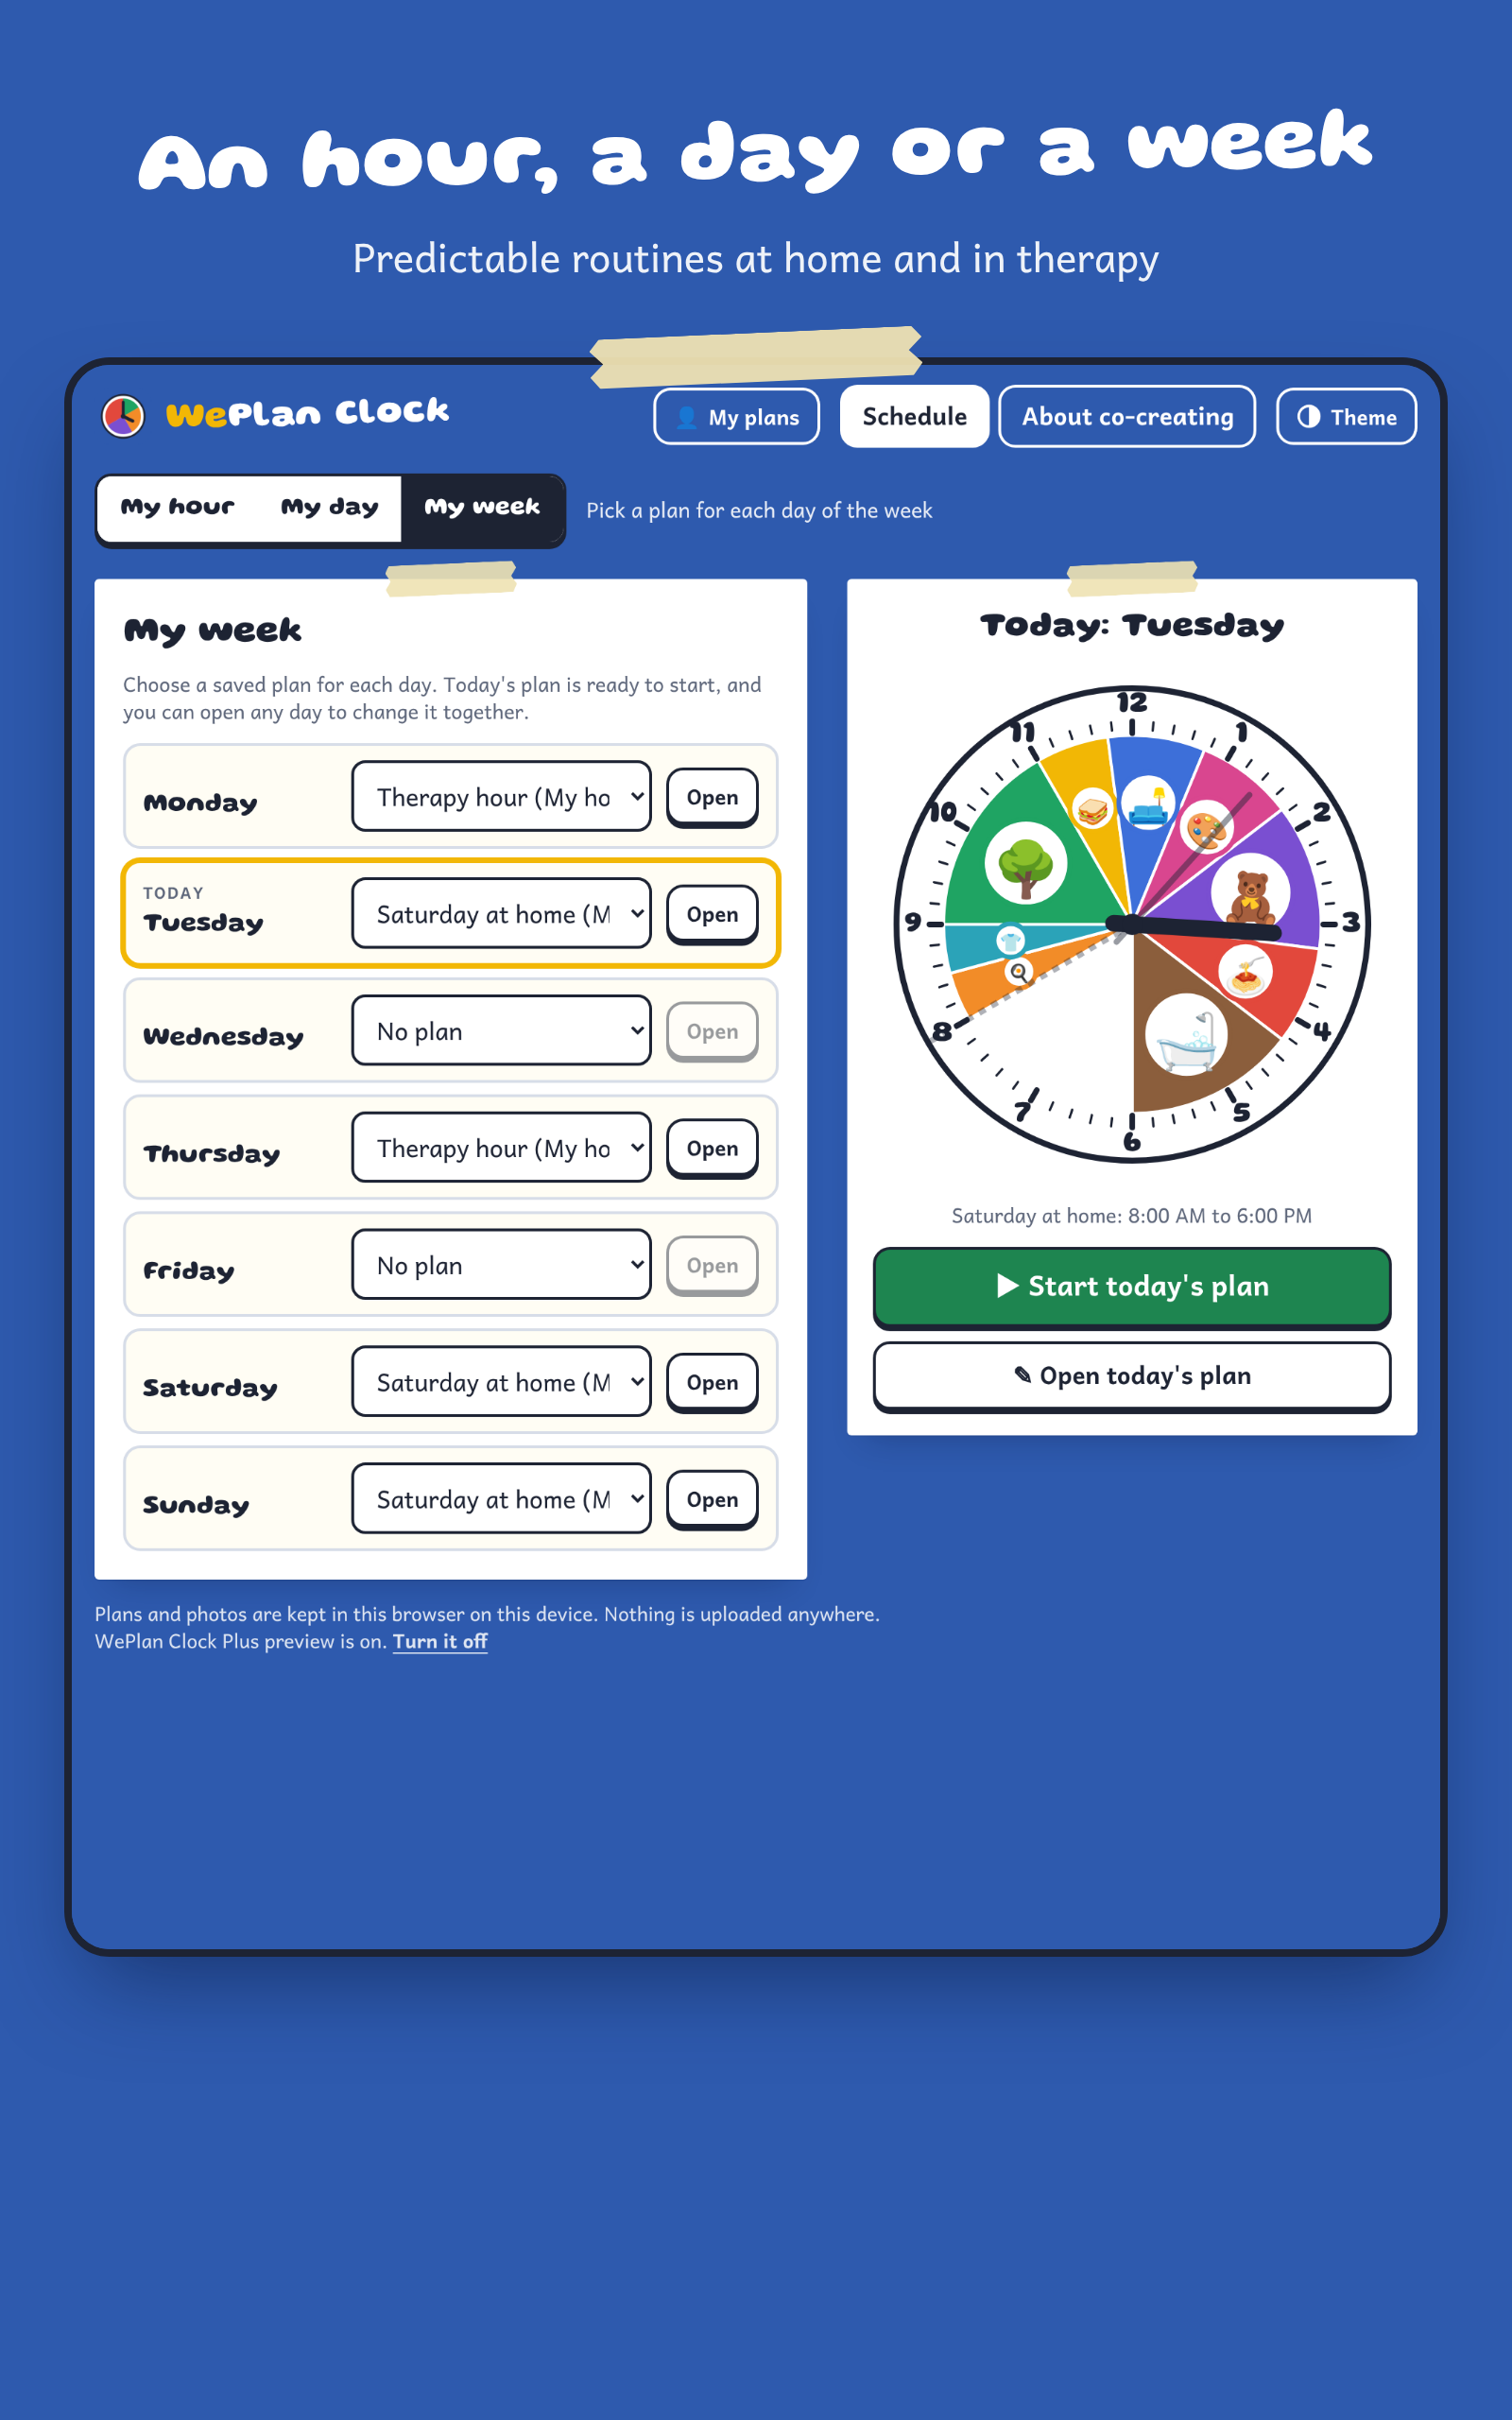 An hour, a day or a week
Predictable routines at home and in therapy
WePlan Clock
My plans
Schedule
About co-creating
Theme
My hour
My day
My week
Pick a plan for each day of the week
My week
Choose a saved plan for each day. Today's plan is ready to start, and
you can open any day to change it together.
Monday
Therapy hour (My ho
Open
TODAY
Tuesday
Saturday at home (M
Open
Wednesday
No plan
Open
Thursday
Therapy hour (My ho
Open
Friday
No plan
Open
Saturday
Saturday at home (M
Open
Sunday
Saturday at home (M
Open
Today: Tuesday
12
1
2
3
4
5
6
7
8
9
10
11
Saturday at home: 8:00 AM to 6:00 PM
▶ Start today's plan
✎ Open today's plan
Plans and photos are kept in this browser on this device. Nothing is uploaded anywhere.
WePlan Clock Plus preview is on. Turn it off